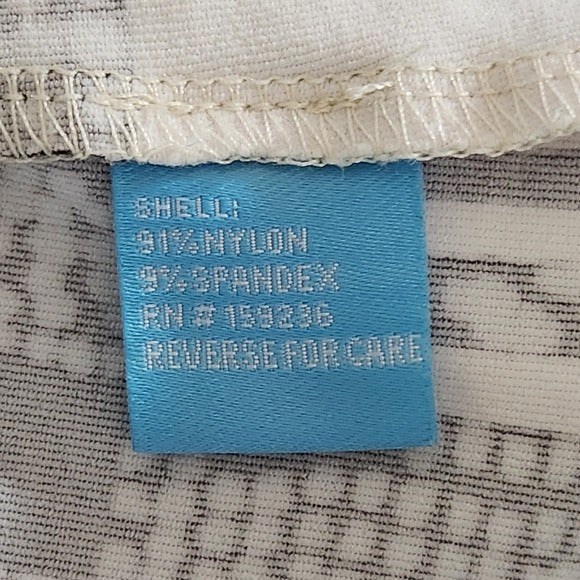 SHELL:
91% NYLON
9% SPANDEX
RN # 159236
REVERSE FOR CARE